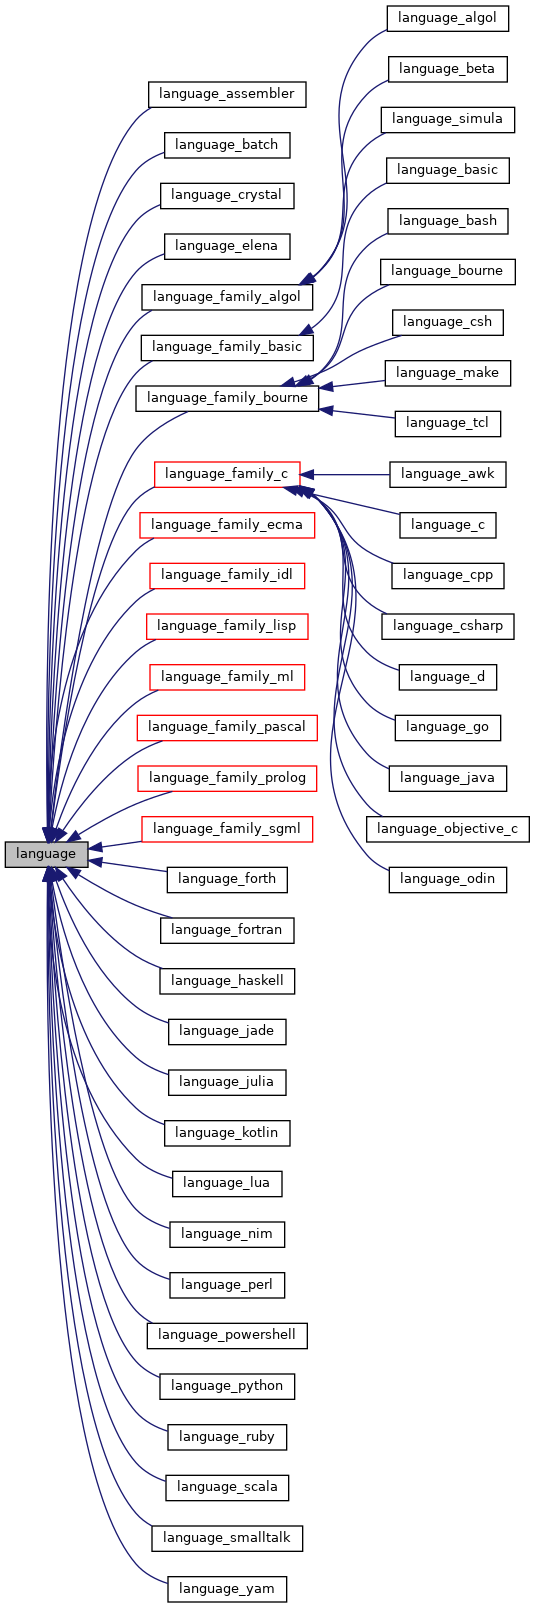 language_algol
language_beta
language_assembler
language_simula
language_batch
language_basic
language_crystal
language_bash
language_elena
language_bourne
language_family_algol
language_csh
language_family_basic
language_make
language_family_bourne
language_tcl
language_family_c
language_awk
language_family_ecma
language_c
language_family_idl
language_cpp
language_family_lisp
language_csharp
language_family_ml
language_d
language_family_pascal
language_go
language_family_prolog
language_java
language_family_sgml
language_objective_c
language
language_forth
language_odin
language_fortran
language_haskell
language_jade
language_julia
language_kotlin
language_lua
language_nim
language_perl
language_powershell
language_python
language_ruby
language_scala
language_smalltalk
language_yam